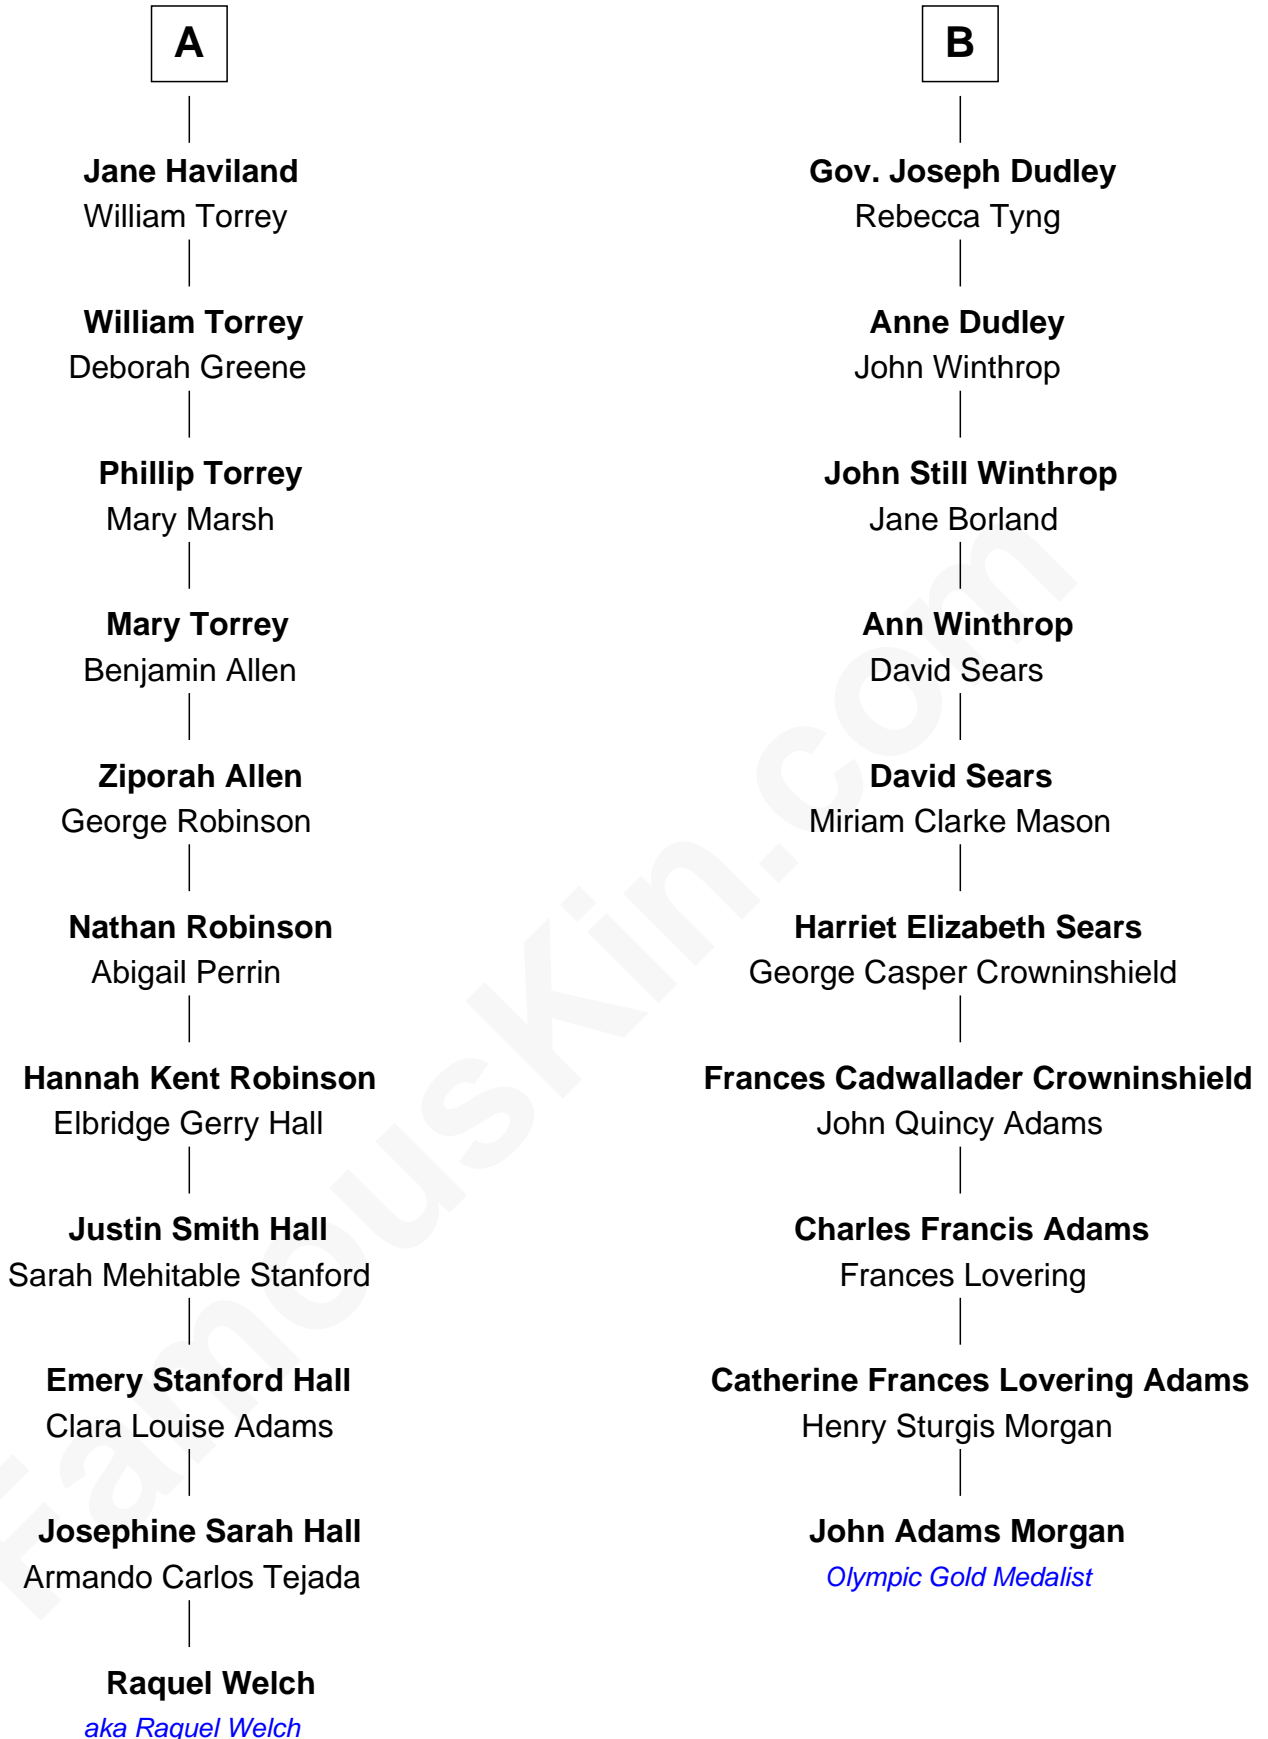 A
Jane Haviland
William Torrey
William Torrey
Deborah Greene
Phillip Torrey
Mary Marsh
Mary Torrey
Benjamin Allen
Ziporah Allen
George Robinson
Nathan Robinson
Abigail Perrin
Hannah Kent Robinson
Elbridge Gerry Hall
Justin Smith Hall
Sarah Mehitable Stanford
Emery Stanford Hall
Clara Louise Adams
Josephine Sarah Hall
Armando Carlos Tejada
Raquel Welch
aka Raquel Welch
B
Gov. Joseph Dudley
Rebecca Tyng
Anne Dudley
John Winthrop
John Still Winthrop
Jane Borland
Ann Winthrop
David Sears
David Sears
Miriam Clarke Mason
Harriet Elizabeth Sears
George Casper Crowninshield
Frances Cadwallader Crowninshield
John Quincy Adams
Charles Francis Adams
Frances Lovering
Catherine Frances Lovering Adams
Henry Sturgis Morgan
John Adams Morgan
Olympic Gold Medalist
FamousKin.com